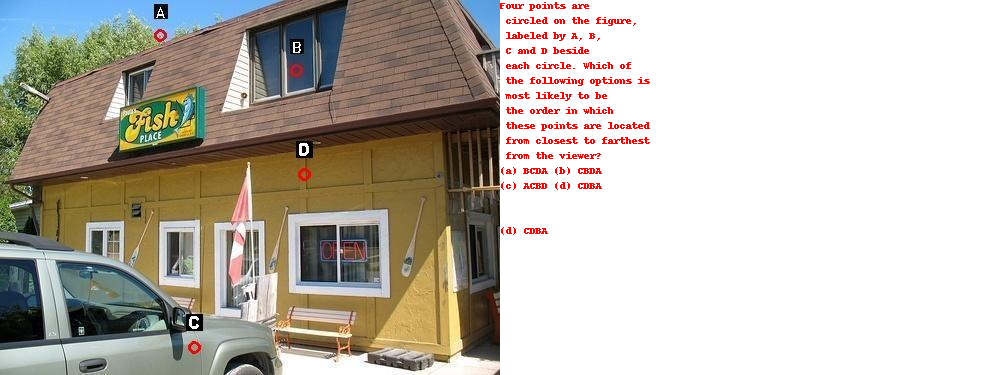 A
B
Fish
PLACE
D
OPEN
C
Four points are
circled on the figure,
labeled by A, B,
C and D beside
each circle. Which of
the following options is
most likely to be
the order in which
these points are located
from closest to farthest
from the viewer?
(a) BCDA (b) CBDA
(c) ACBD (d) CDBA
(d) CDBA